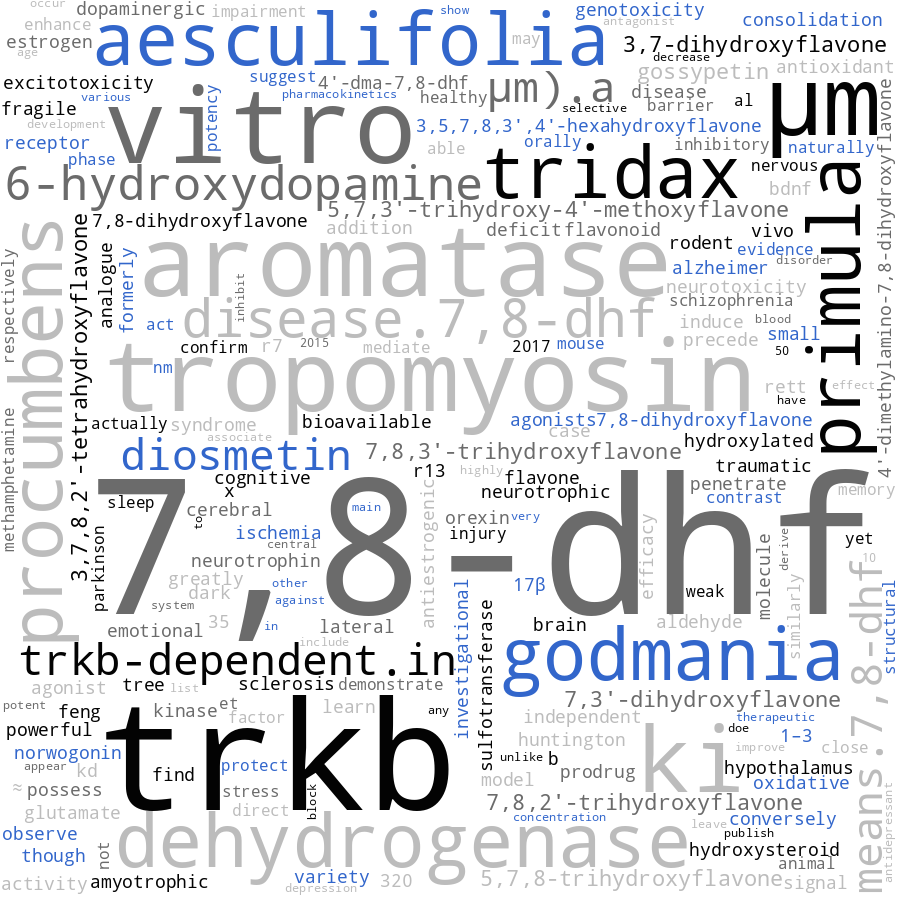 occur
dopaminergic
impairment
show
genotoxicity
enhance
antagonist
consolidation
estrogen
aesculifolia
may
3,7-dihydroxyflavone
age
decrease
excitotoxicity
suggest
4'-dma-7,8-dhf
μm).a
disease
gossypetin
antioxidant
various
pharmacokinetics
healthy
selective
barrier
al
μm
fragile
potency
vitro
development
3,5,7,8,3',4'-hexahydroxyflavone
receptor
able
orally
inhibitory
naturally
phase
nervous
6-hydroxydopamine
tridax
bdnf
primula
4'-dimethylamino-7,8-dihydroxyflavone
5,7,3'-trihydroxy-4'-methoxyflavone
7,8-dihydroxyflavone
addition
deficit
flavonoid
vivo
procumbens
3,7,8,2'-tetrahydroxyflavone
analogue
formerly
respectively
aromatase
rodent
evidence
alzheimer
disorder
inhibit
neurotoxicity
schizophrenia
act
disease.7,8-dhf
induce
blood
small
precede
confirm
r7
2015
mediate
2017
mouse
50
nm
tropomyosin
rett
effect
have
methamphetamine
actually
syndrome
bioavailable
agonists7,8-dihydroxyflavone
associate
case
diosmetin
7,8,3'-trihydroxyflavone
hydroxylated
r13
highly
traumatic
cognitive
x
flavone
penetrate
neurotrophic
contrast
memory
sleep
7,8-dhf
main
antiestrogenic
cerebral
to
orexin
very
efficacy
parkinson
ischemia
injury
molecule
derive
yet
central
neurotrophin
10
greatly
dark
other
17β
weak
similarly
system
against
investigational
sulfotransferase
structural
35
emotional
in
lateral
brain
aldehyde
include
trkb-dependent.in
godmania
means.7,8-dhf
agonist
tree
list
sclerosis
demonstrate
7,3'-dihydroxyflavone
potent
feng
kinase
et
factor
learn
any
independent
therapeutic
powerful
trkb
doe
1–3
norwogonin
huntington
improve
close
appear
kd
find
protect
unlike
b
ki
hypothalamus
≈
possess
stress
block
model
prodrug
oxidative
glutamate
direct
7,8,2'-trihydroxyflavone
antidepressant
observe
concentration
leave
conversely
publish
though
not
dehydrogenase
hydroxysteroid
animal
activity
amyotrophic
variety
depression
320
5,7,8-trihydroxyflavone
signal